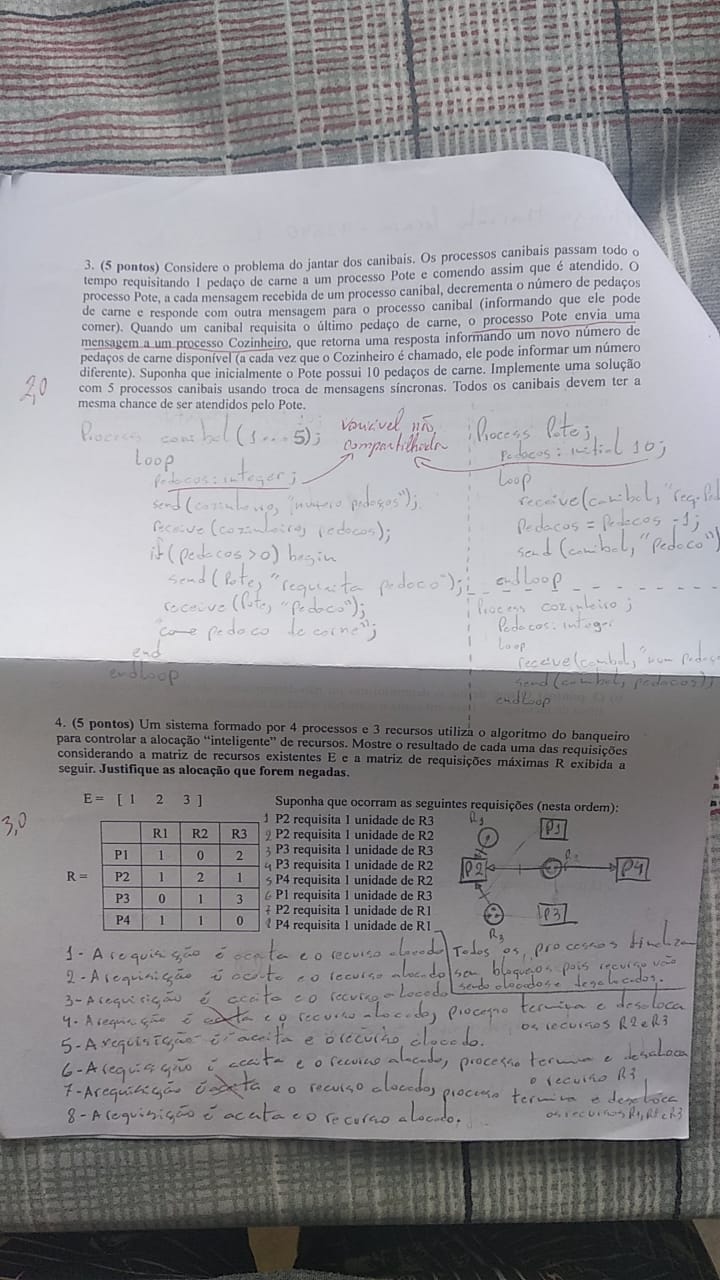 3. (5 pontos) Considere o problema do jantar dos canibais. Os processos canibais passam todo o
tempo requisitando 1 pedaço de carne a um processo Pote e comendo assim que é atendido. O
processo Pote, a cada mensagem recebida de um processo canibal, decrementa o número de pedaços
de carne e responde com outra mensagem para o processo canibal (informando que ele pode
comer). Quando um canibal requisita o último pedaço de carne, o processo Pote envia uma
mensagem a um processo Cozinheiro, que retorna uma resposta informando um novo número de
pedaços de carne disponível (a cada vez que o Cozinheiro é chamado, ele pode informar um número
diferente). Suponha que inicialmente o Pote possui 10 pedaços de carne. Implemente uma solução
com 5 processos canibais usando troca de mensagens síncronas. Todos os canibais devem ter a
mesma chance de ser atendidos pelo Pote.
2,0
Process canibal (1...5);
loop
Pedacos: integer;
send (cozinheiro, "numero pedaços");
receive (cozinheiro, pedacos);
if (pedacos > 0) begin
send (Pote, "requisita pedaco");
receive (Pote, "Pedaco");
"come pedaco de carne";
end
endloop
Variável não
compartilhada
Process Pote;
Pedacos: initial 10;
loop
receive (canibal, "req. Ped
Pedacos = Pedacos - 1;
send (canibal, "pedaco")
endloop
Process cozinheiro;
Pedacos: integer
loop
receive (canibal, "num pedaço
send (canibal, pedacos);
endloop
4. (5 pontos) Um sistema formado por 4 processos e 3 recursos utiliza o algoritmo do banqueiro
para controlar a alocação “inteligente” de recursos. Mostre o resultado de cada uma das requisições
considerando a matriz de recursos existentes E e a matriz de requisições máximas R exibida a
seguir. Justifique as alocação que forem negadas.
3,0
E = [ 1 2 3 ]
R =
R1 R2 R3
P1 1 0 2
P2 1 2 1
P3 0 1 3
P4 1 1 0
Suponha que ocorram as seguintes requisições (nesta ordem):
1 P2 requisita 1 unidade de R3
2 P2 requisita 1 unidade de R2
3 P3 requisita 1 unidade de R3
4 P3 requisita 1 unidade de R2
5 P4 requisita 1 unidade de R2
6 P1 requisita 1 unidade de R3
7 P2 requisita 1 unidade de R1
P4 requisita 1 unidade de R1
P1
P2
P4
P3
R3
1 - A requisição é aceita e o recurso alocado
2 - A requisição é aceita e o recurso alocado
3 - A requisição é aceita e o recurso alocado
Todos os processos finalizam
sem bloqueios pois recursos vão
sendo alocados e desalocados.
4 - A requisição é aceita e o recurso alocado, processo termina e desaloca
os recursos R2 e R3
5 - A requisição é aceita e o recurso alocado.
6 - A requisição é aceita e o recurso alocado, processo termina e desaloca
o recurso R3
7 - A requisição é aceita e o recurso alocado, processo termina e desaloca
os recursos R1, R2 e R3
8 - A requisição é aceita e o recurso alocado.